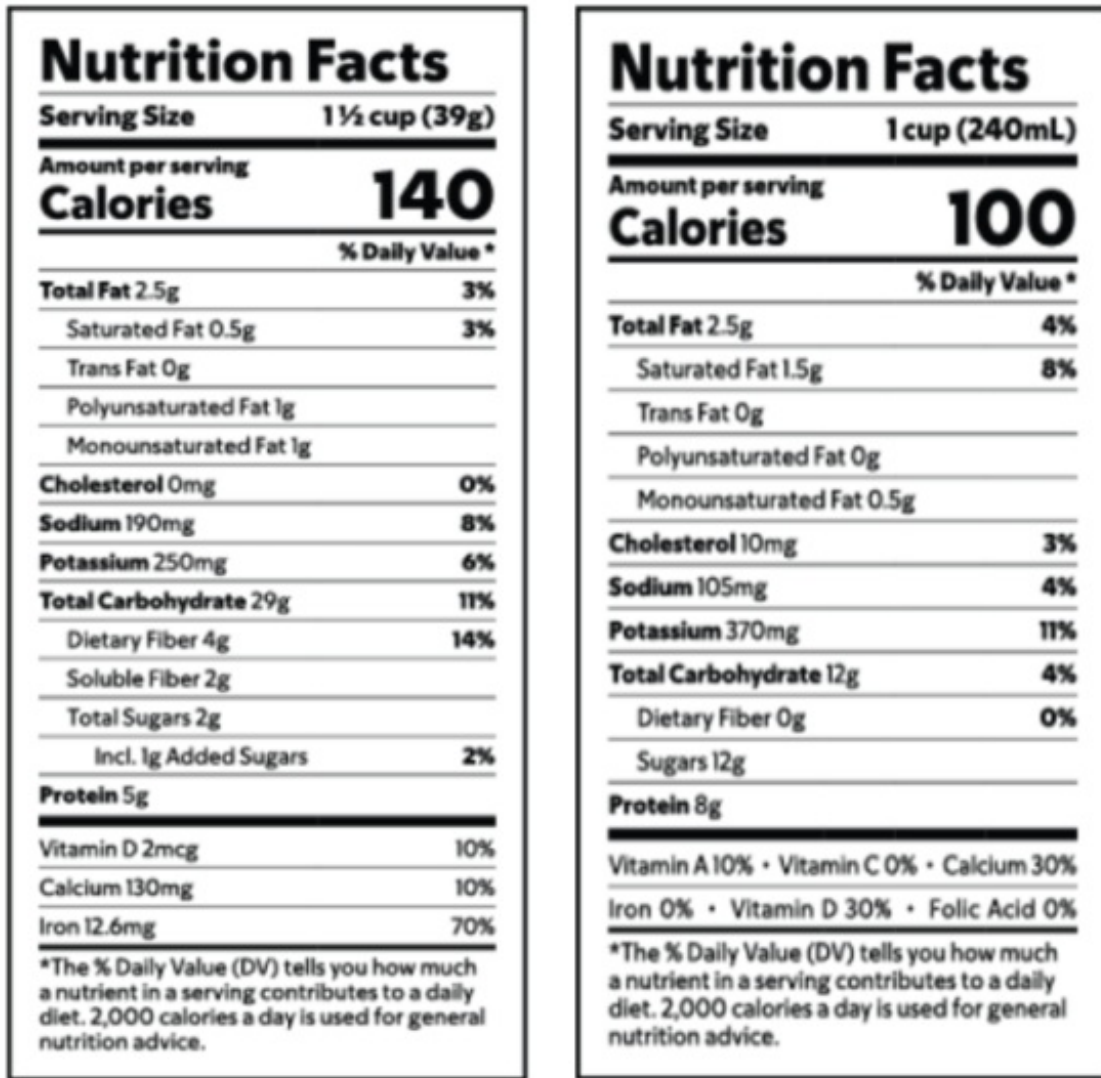 Nutrition Facts
Serving Size 1 ½ cup (39g)
Amount per serving
Calories 140
% Daily Value *
Total Fat 2.5g 3%
Saturated Fat 0.5g 3%
Trans Fat 0g
Polyunsaturated Fat 1g
Monounsaturated Fat 1g
Cholesterol 0mg 0%
Sodium 190mg 8%
Potassium 250mg 6%
Total Carbohydrate 29g 11%
Dietary Fiber 4g 14%
Soluble Fiber 2g
Total Sugars 2g
Incl. 1g Added Sugars 2%
Protein 5g
Vitamin D 2mcg 10%
Calcium 130mg 10%
Iron 12.6mg 70%
*The % Daily Value (DV) tells you how much
a nutrient in a serving contributes to a daily
diet. 2,000 calories a day is used for general
nutrition advice.
Nutrition Facts
Serving Size 1 cup (240mL)
Amount per serving
Calories 100
% Daily Value *
Total Fat 2.5g 4%
Saturated Fat 1.5g 8%
Trans Fat 0g
Polyunsaturated Fat 0g
Monounsaturated Fat 0.5g
Cholesterol 10mg 3%
Sodium 105mg 4%
Potassium 370mg 11%
Total Carbohydrate 12g 4%
Dietary Fiber 0g 0%
Sugars 12g
Protein 8g
Vitamin A 10% • Vitamin C 0% • Calcium 30%
Iron 0% • Vitamin D 30% • Folic Acid 0%
*The % Daily Value (DV) tells you how much
a nutrient in a serving contributes to a daily
diet. 2,000 calories a day is used for general
nutrition advice.